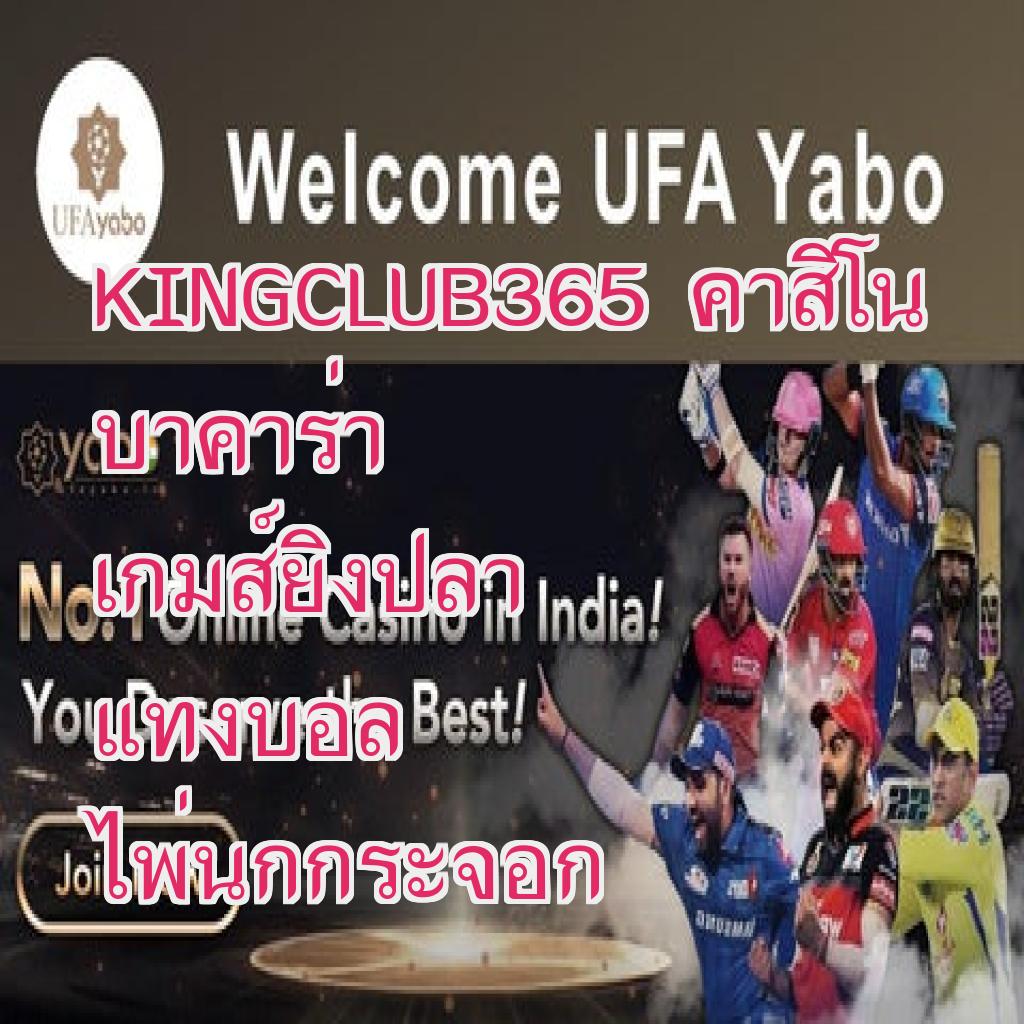 Welcome UFA Yabo
UFAyabo
KINGCLUB365 คาสิโน
บาคาร่า
เกมส์ยิงปลา
No.1 Online Casino in India!
แทงบอล
Best!
ไพ่นกกระจอก
22